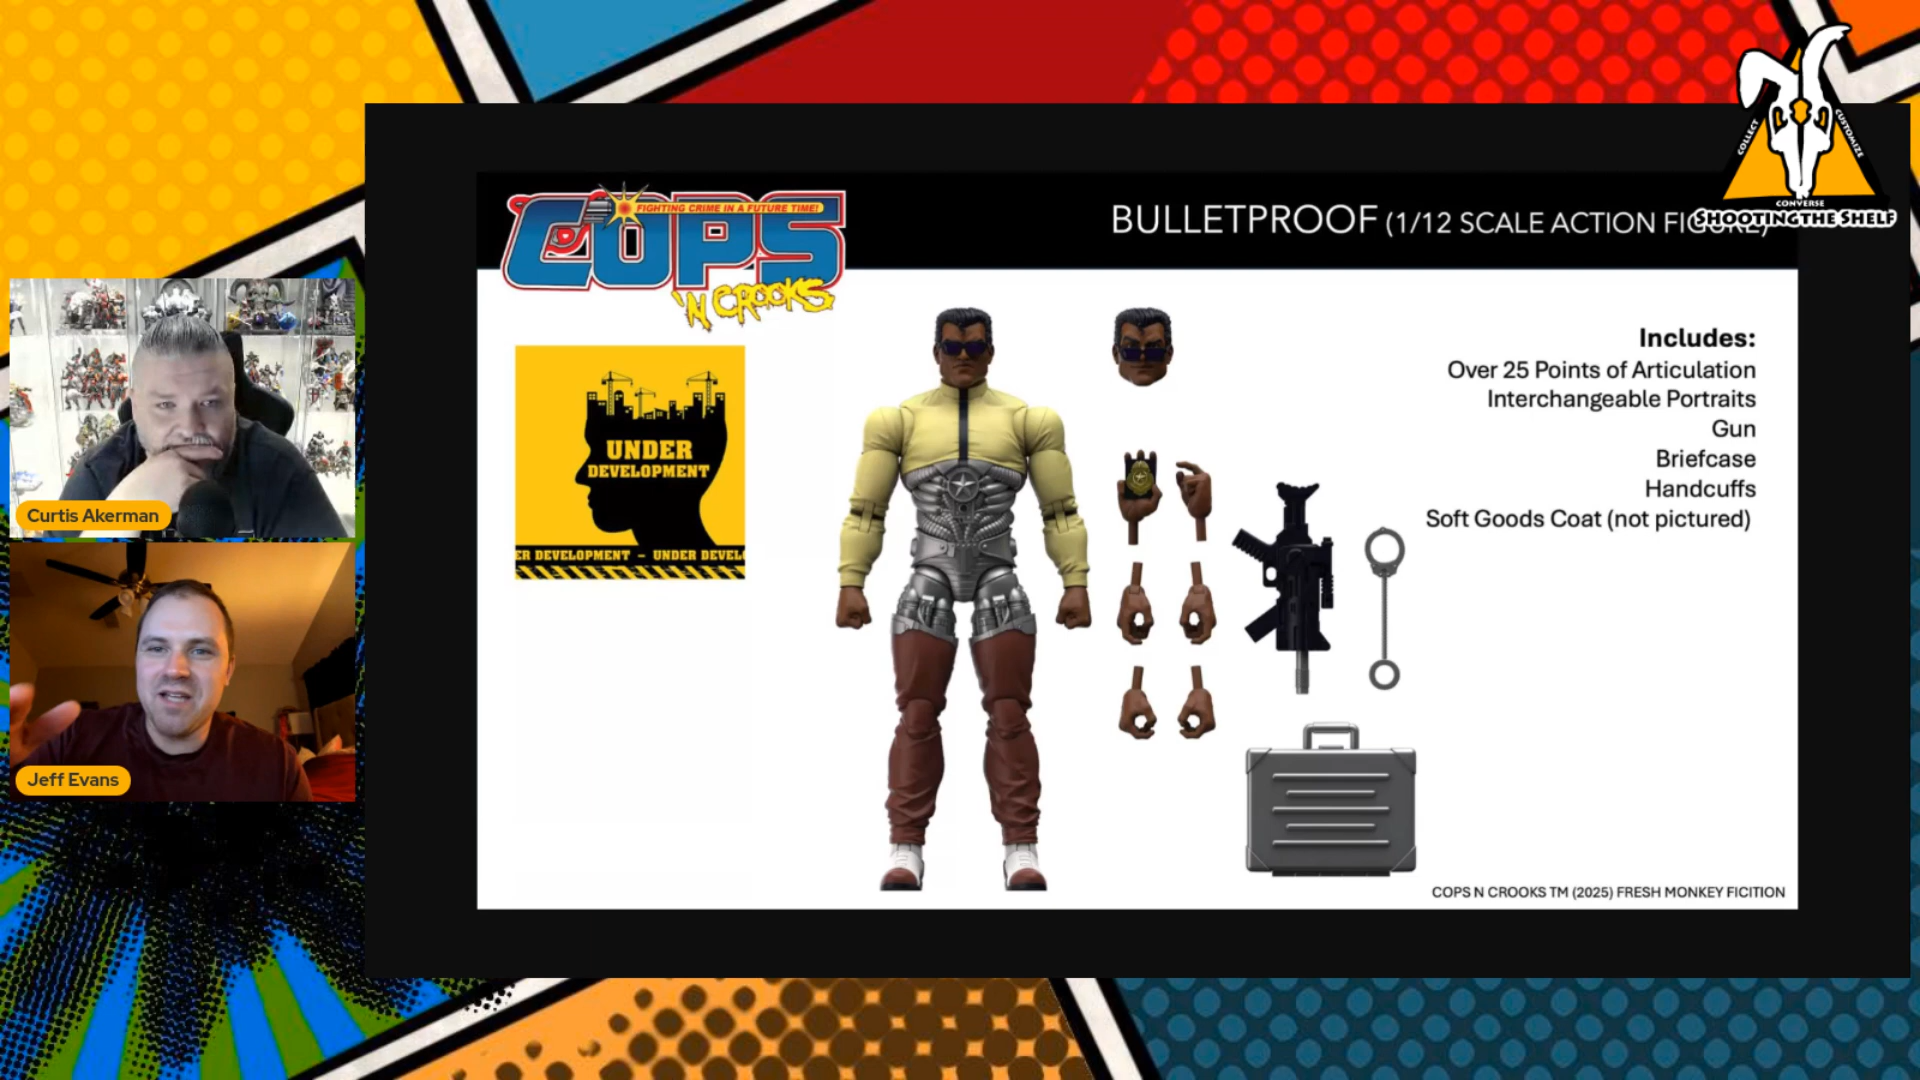 COLLECT
CUSTOMIZE
CONVERSE
SHOOTING THE SHELF
FIGHTING CRIME IN A FUTURE TIME!
COPS
'N CROOKS
BULLETPROOF (1/12 SCALE ACTION FIGURE)
UNDER
DEVELOPMENT
ER DEVELOPMENT – UNDER DEVEL
Includes:
Over 25 Points of Articulation
Interchangeable Portraits
Gun
Briefcase
Handcuffs
Soft Goods Coat (not pictured)
Curtis Akerman
Jeff Evans
COPS N CROOKS TM (2025) FRESH MONKEY FICITION